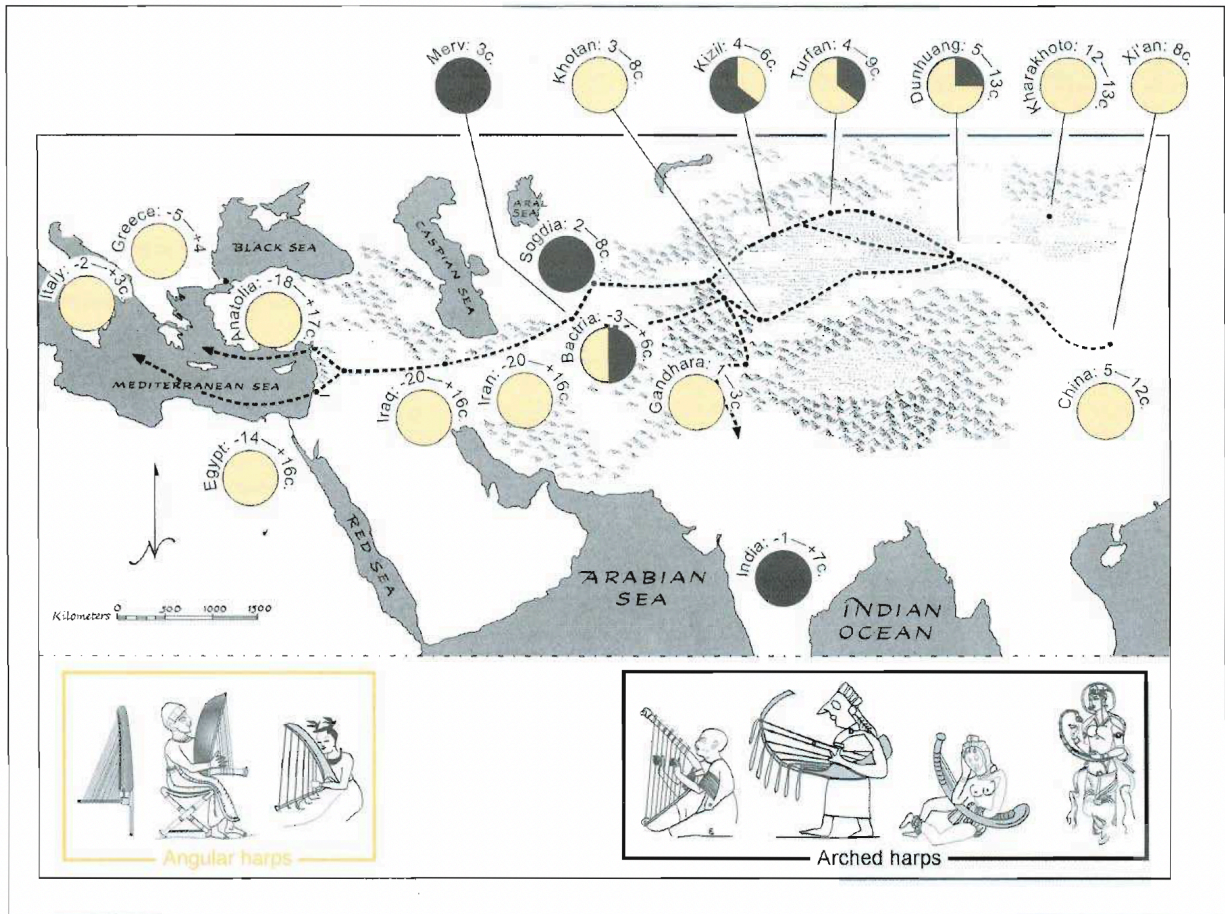 Merv: 3c.
Khotan: 3—8c.
Kizil: 4—6c.
Turfan: 4—9c.
Dunhuang: 5—13c.
Kharakhoto: 12—13c.
Xi'an: 8c.
Greece: -5—+4
BLACK SEA
CASPIAN SEA
ARAL SEA
Sogdia: 2—8c.
Italy: -2—+3c.
Anatolia: -18—+17c.
Bactria: -3—+6c.
MEDITERRANEAN SEA
Iraq: -20—+16c.
Iran: -20—+16c.
Gandhara: 1—3c.
China: 5—12c.
Egypt: -14—+16c.
RED SEA
ARABIAN SEA
India: -1—+7c.
INDIAN OCEAN
N
Kilometers 0 500 1000 1500
Angular harps
Arched harps